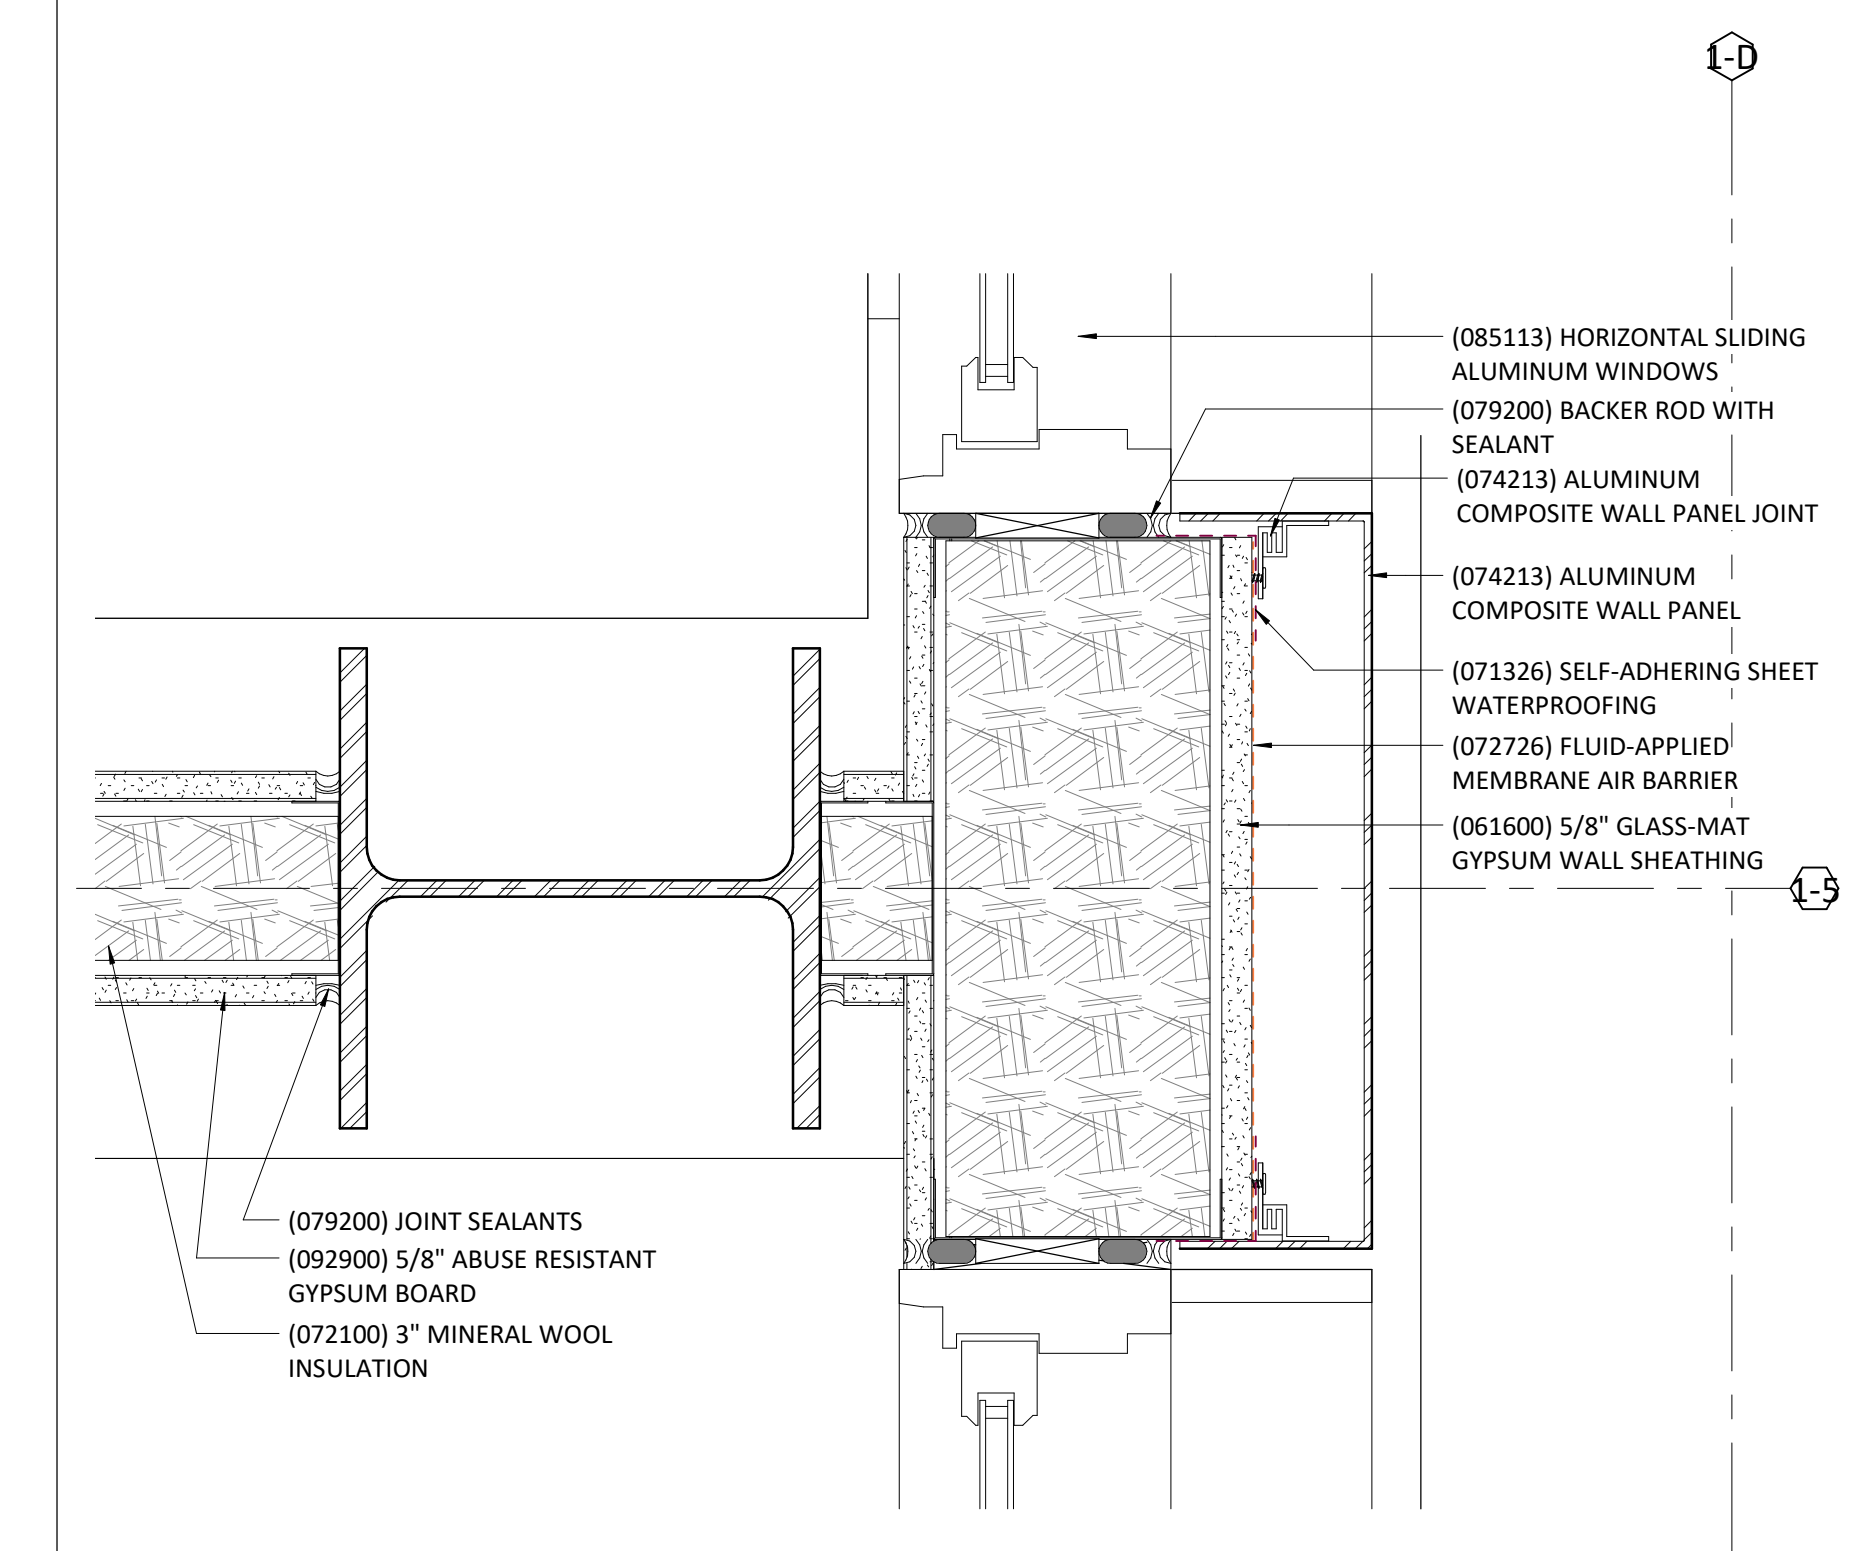 1-D
(085113) HORIZONTAL SLIDING
ALUMINUM WINDOWS
(079200) BACKER ROD WITH
SEALANT
(074213) ALUMINUM
COMPOSITE WALL PANEL JOINT
(074213) ALUMINUM
COMPOSITE WALL PANEL
(071326) SELF-ADHERING SHEET
WATERPROOFING
(072726) FLUID-APPLIED
MEMBRANE AIR BARRIER
(061600) 5/8" GLASS-MAT
GYPSUM WALL SHEATHING
1-5
(079200) JOINT SEALANTS
(092900) 5/8" ABUSE RESISTANT
GYPSUM BOARD
(072100) 3" MINERAL WOOL
INSULATION